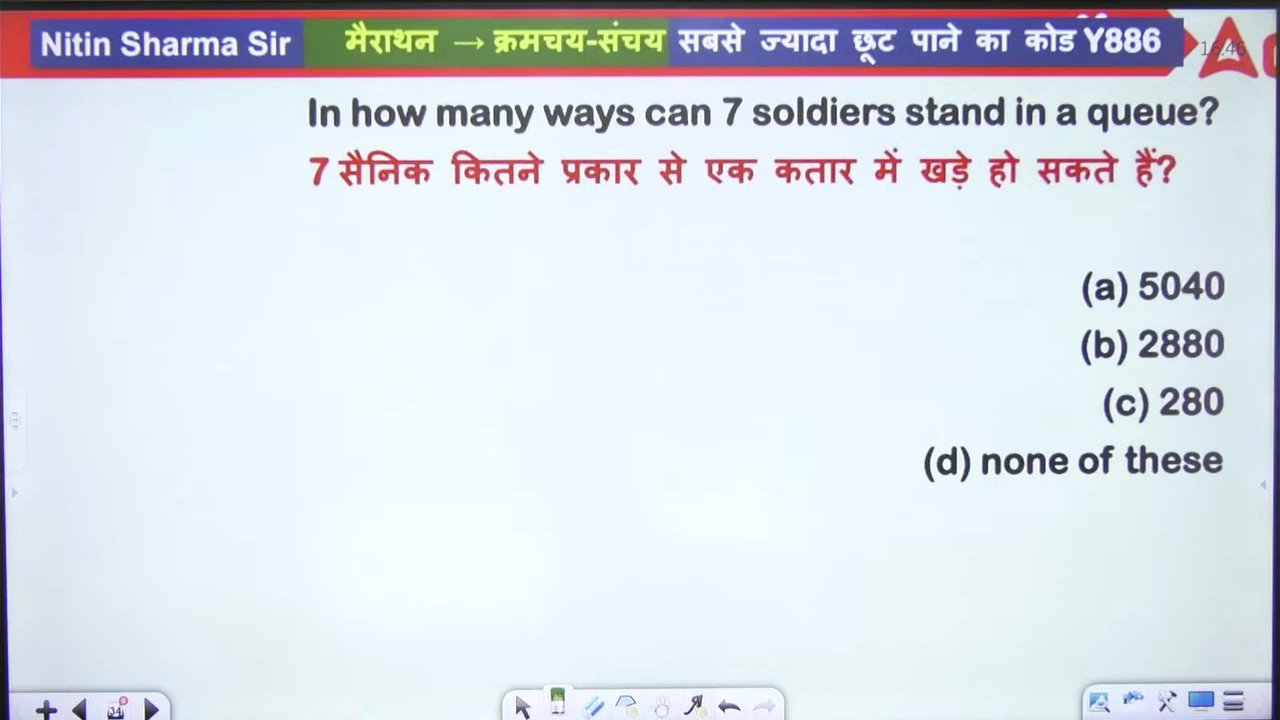 Nitin Sharma Sir मैराथन → क्रमचय-संचय सबसे ज्यादा छूट पाने का कोड Y886
In how many ways can 7 soldiers stand in a queue?
7 सैनिक कितने प्रकार से एक कतार में खड़े हो सकते हैं?
(a) 5040
(b) 2880
(c) 280
(d) none of these
34